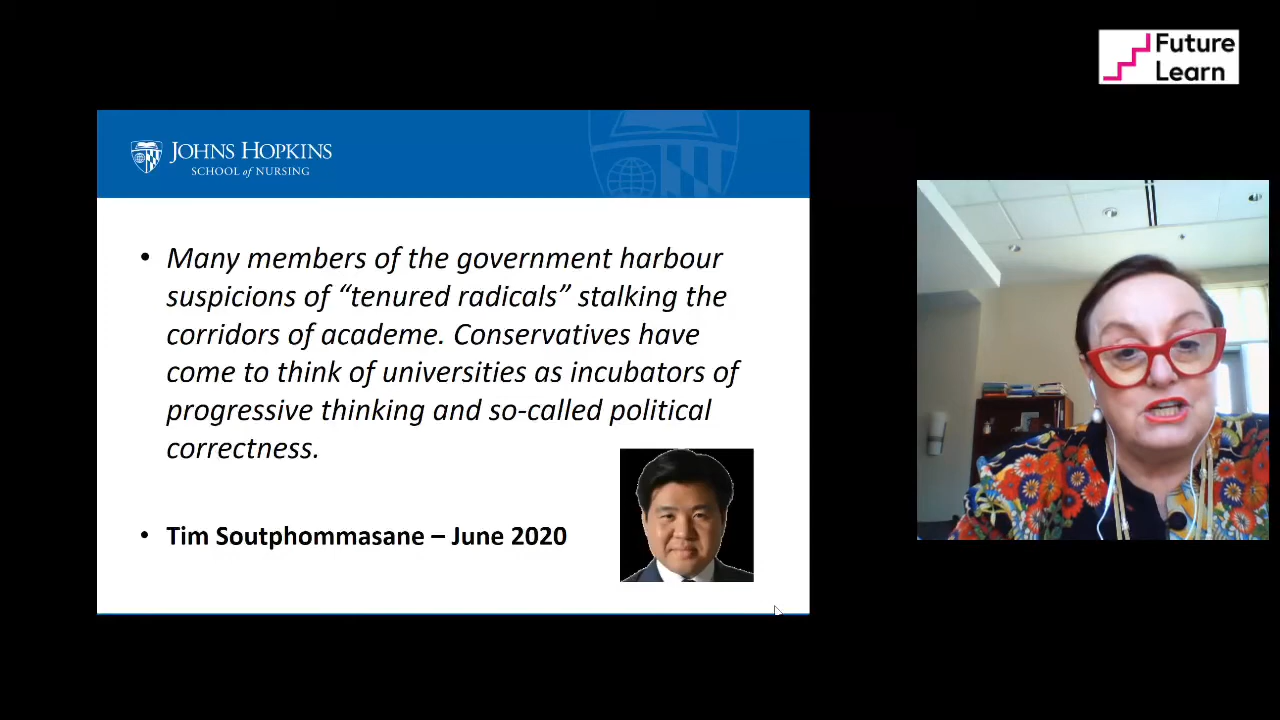 Future
Learn
JOHNS HOPKINS
SCHOOL of NURSING
• Many members of the government harbour
suspicions of “tenured radicals” stalking the
corridors of academe. Conservatives have
come to think of universities as incubators of
progressive thinking and so-called political
correctness.
• Tim Soutphommasane – June 2020